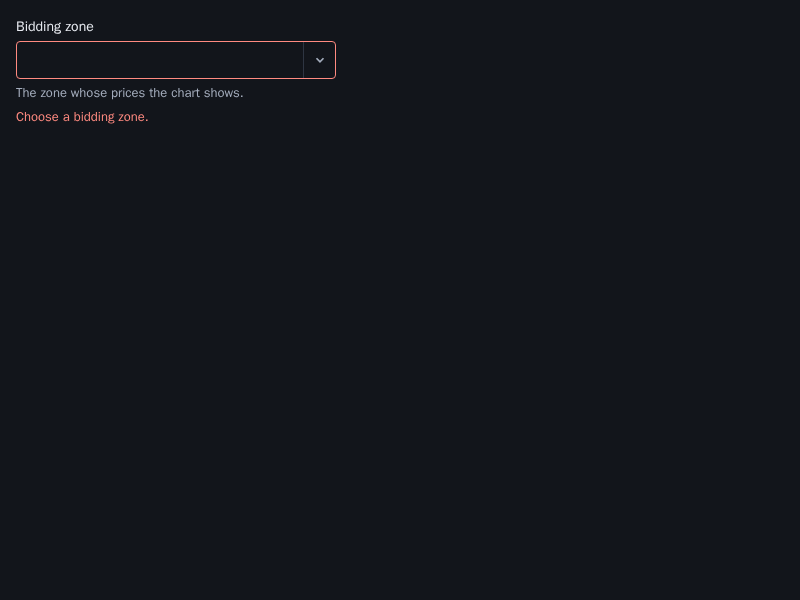 Bidding zone
The zone whose prices the chart shows.
Choose a bidding zone.